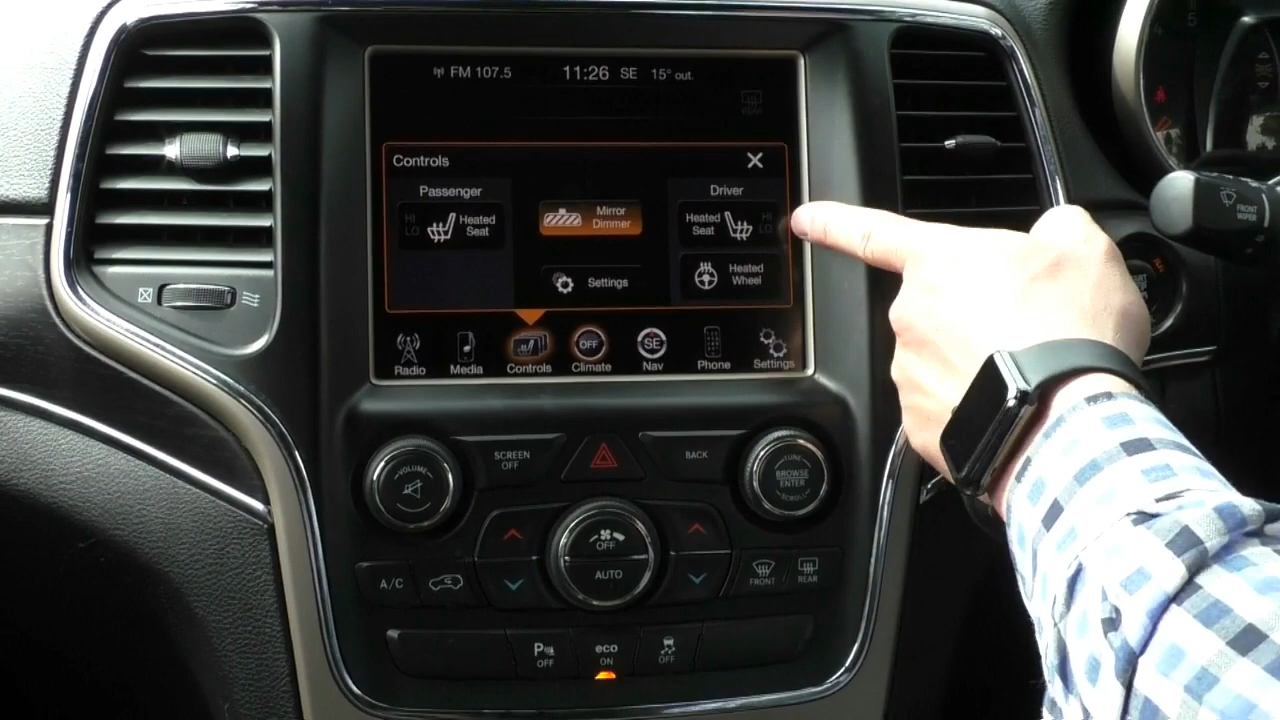 FM 107.5 11:26 SE 15° out.
REAR
Controls
Passenger
Driver
HI
LO
Heated
Seat
Mirror
Dimmer
Heated
Seat
HI
LO
Settings
Heated
Wheel
Radio
Media
Controls
OFF
Climate
SE
Nav
Phone
Settings
FRONT
WIPER
5
VOLUME
SCREEN
OFF
BACK
TUNE
BROWSE
ENTER
SCROLL
OFF
AUTO
A/C
FRONT
REAR
P
OFF
eco
ON
OFF